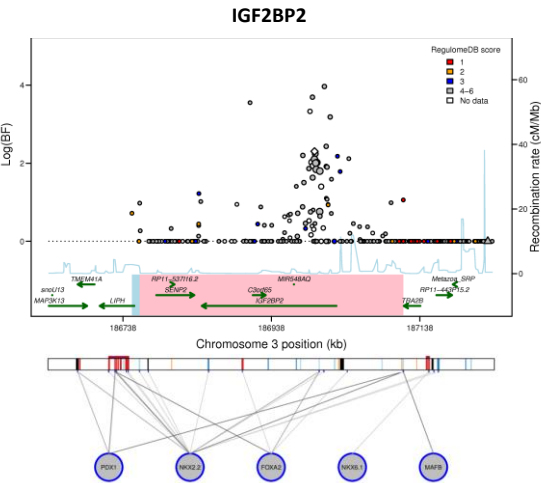 IGF2BP2
RegulomeDB score
1
2
3
4–6
No data
Log(BF)
4
2
0
Recombination rate (cM/Mb)
60
40
20
0
TMEM41A
RP11–537I16.2
MIR548AQ
Metazoa_SRP
snoU13
SENP2
C3orf65
RP11–443P15.2
MAP3K13
LIPH
IGF2BP2
TBA2B
186738
186938
187138
Chromosome 3 position (kb)
PDX1
NKX2.2
FOXA2
NKX6.1
MAFB